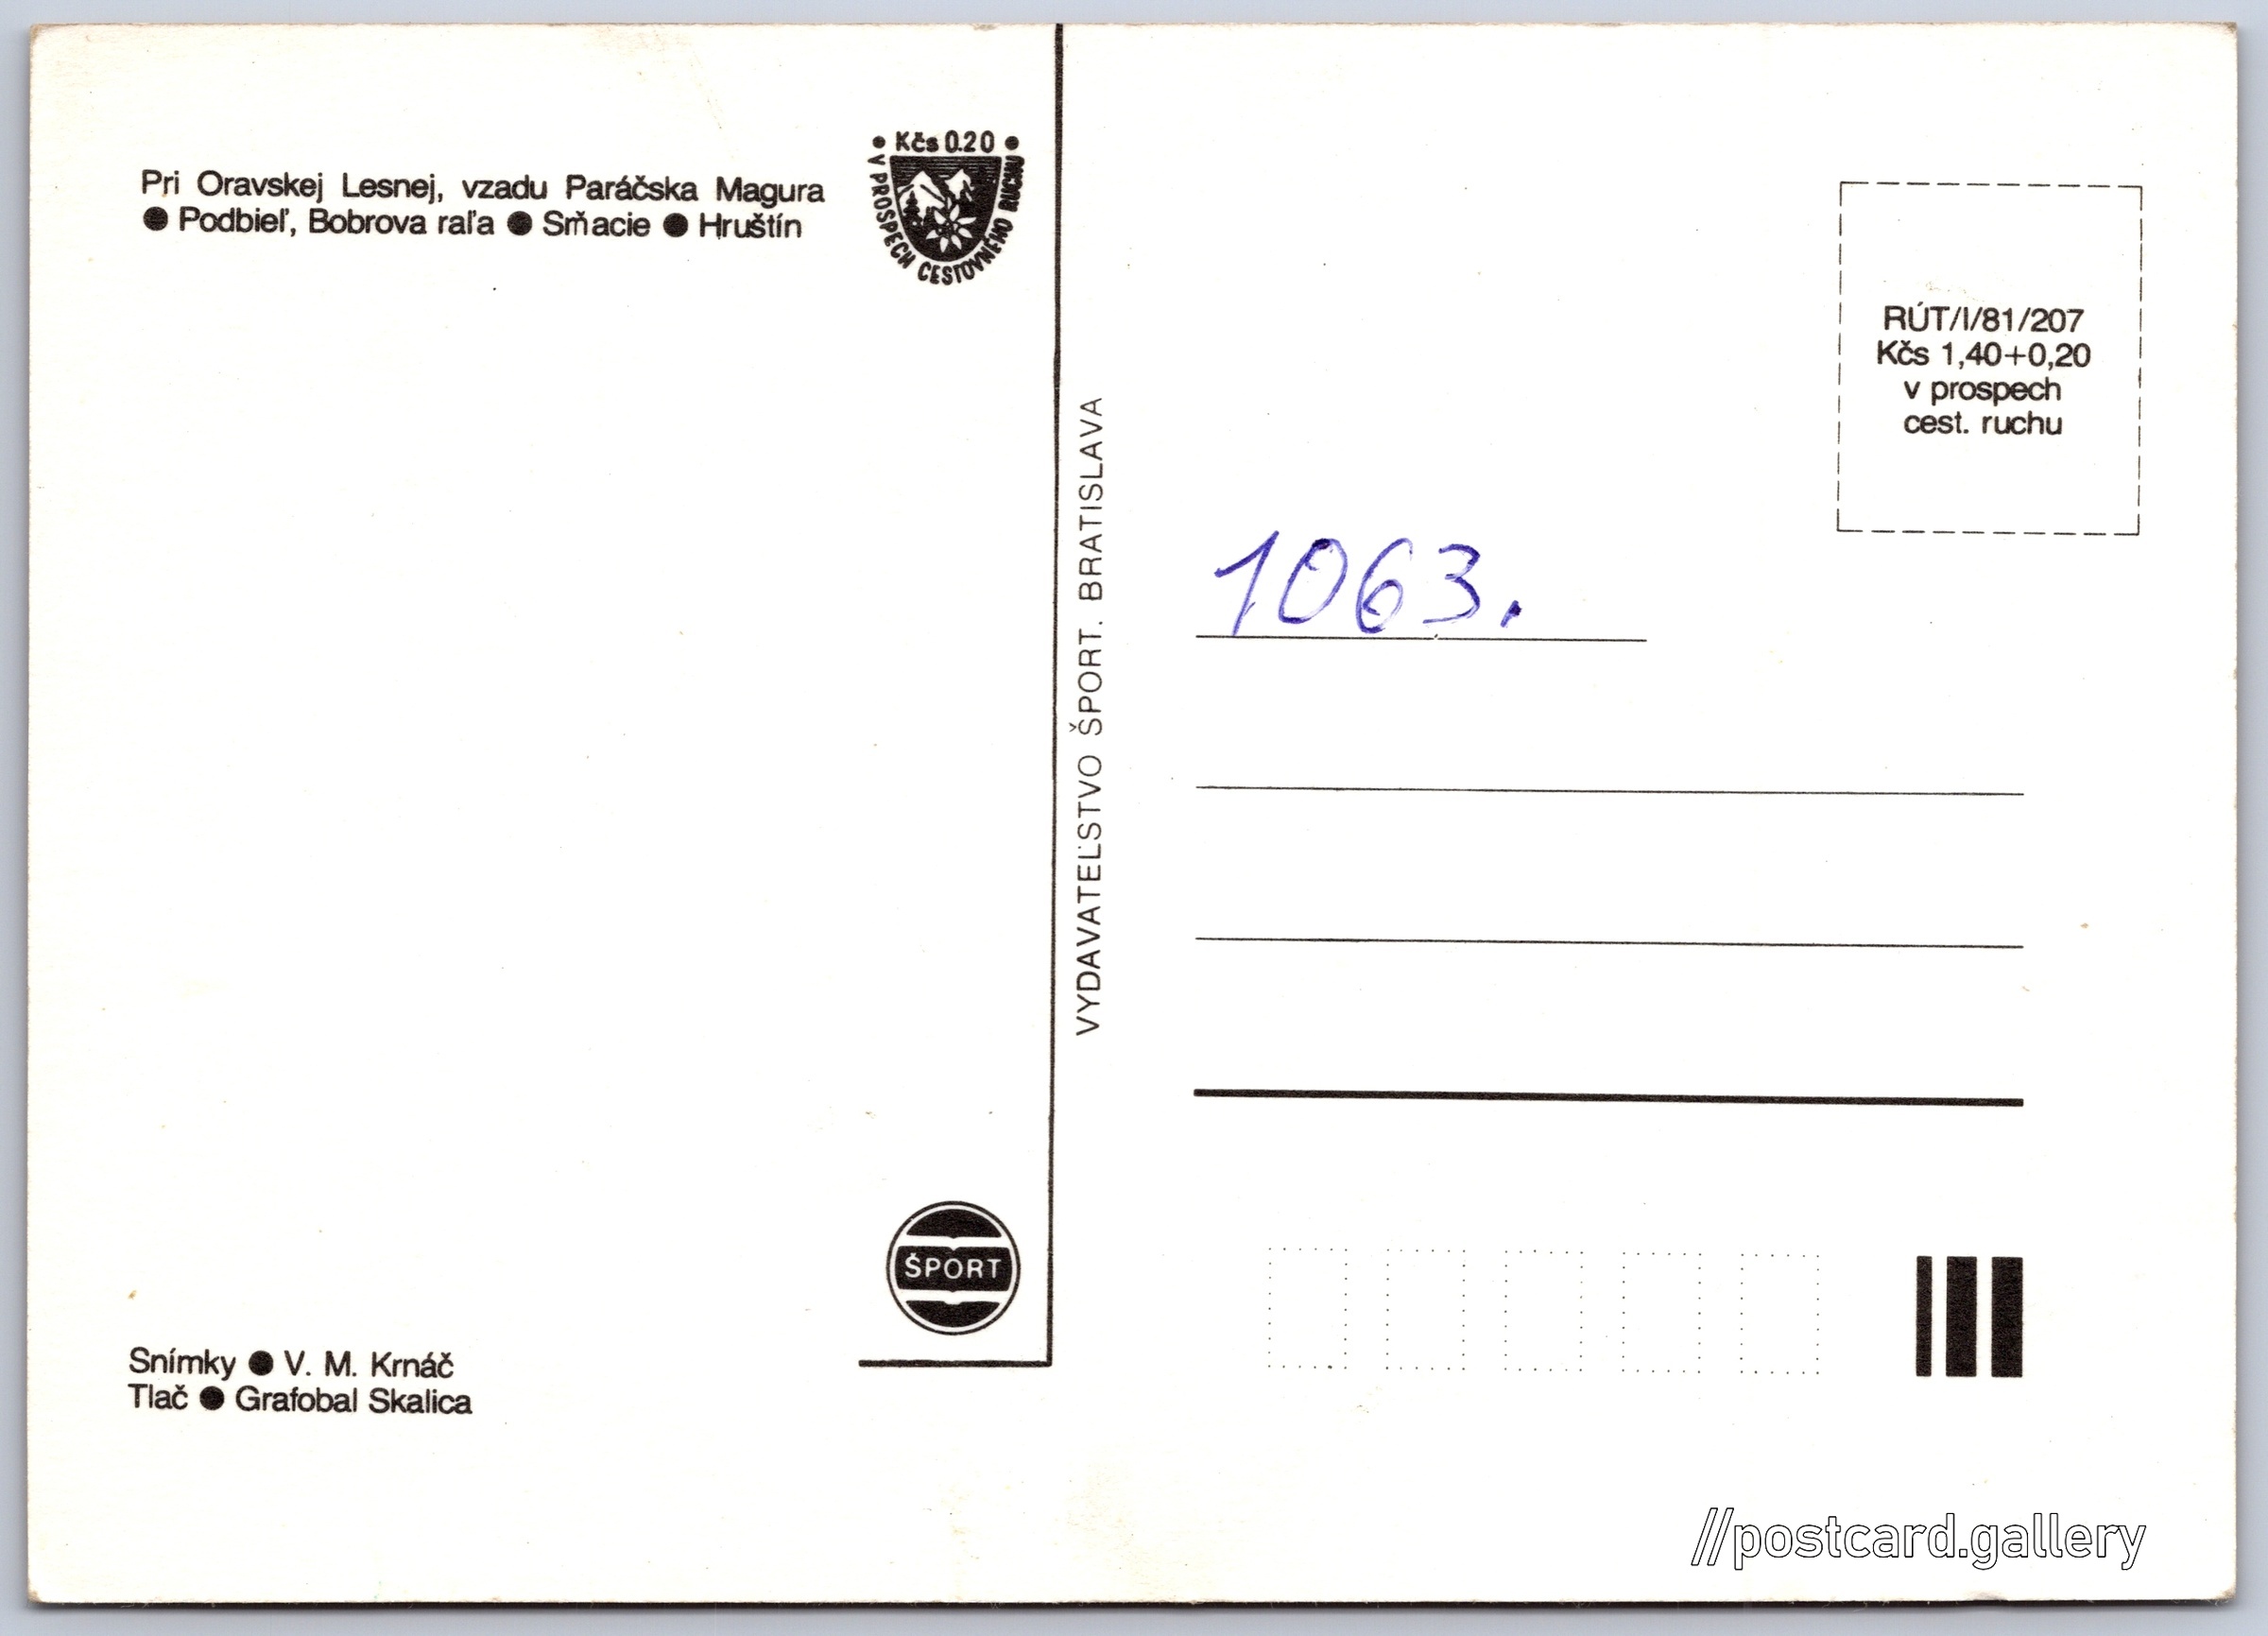 Pri Oravskej Lesnej, vzadu Paráčska Magura
● Podbieľ, Bobrova raľa ● Smȟacie ● Hruštín
• Kčs 0.20 •
V PROSPECH CESTOVNÉHO RUCHU
VYDAVATEĽSTVO ŠPORT. BRATISLAVA
RÚT/I/81/207
Kčs 1,40+0,20
v prospech
cest. ruchu
1063.
ŠPORT
Snímky ● V. M. Krnáč
Tlač ● Grafobal Skalica
//postcard.gallery